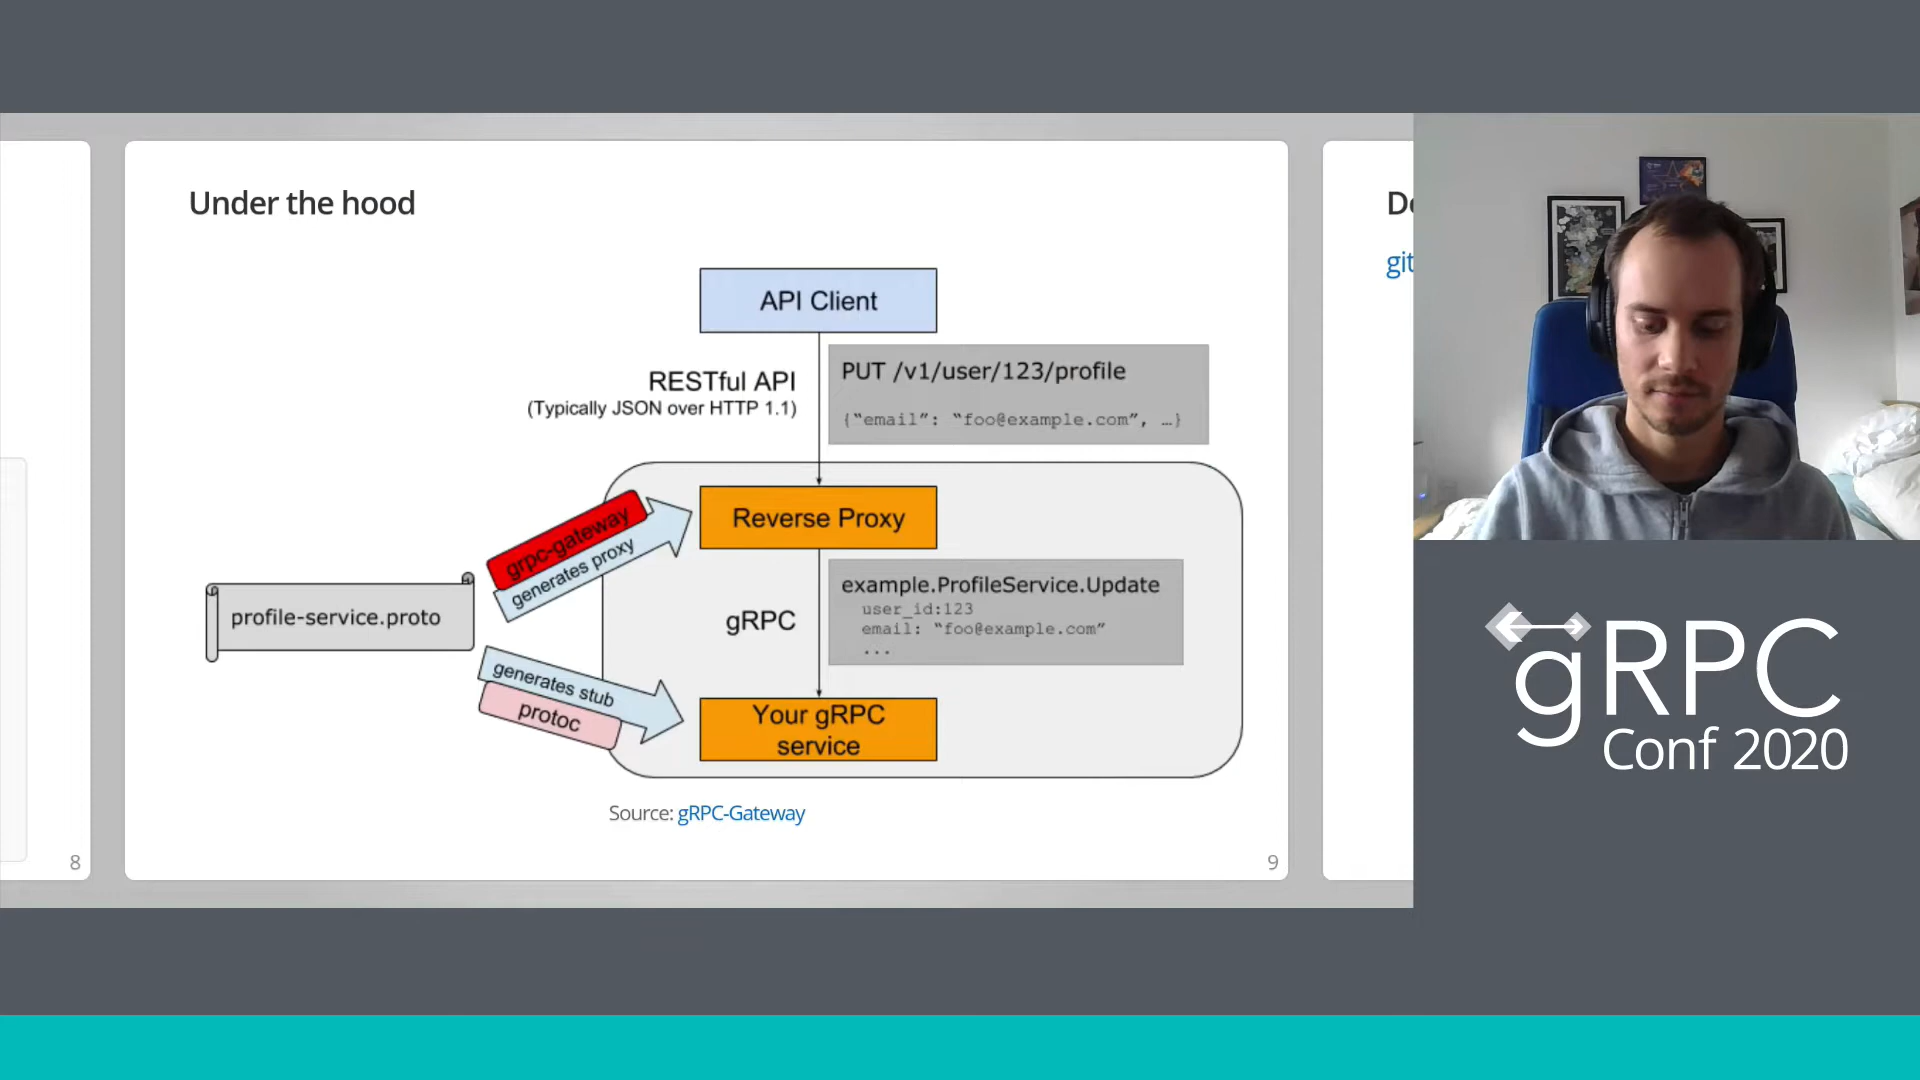 Under the hood
API Client
RESTful API
(Typically JSON over HTTP 1.1)
PUT /v1/user/123/profile
{“email”: “foo@example.com”, …}
grpc-gateway
generates proxy
Reverse Proxy
profile-service.proto
gRPC
example.ProfileService.Update
user_id:123
email: “foo@example.com”
...
generates stub
protoc
Your gRPC
service
Source: gRPC-Gateway
8
9
git
gRPC
Conf 2020